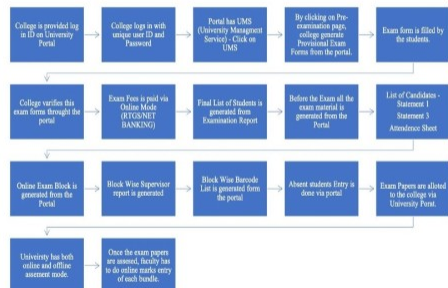 College is provided log
in ID on University
Portal
College logs in with
unique user ID and
Password
Portal has UMS
(University Managment
Service) - Click on
UMS
By clicking on Pre-
examination page,
college generate
Provisional Exam
Forms from the portal.
Exam form is filled by
the students.
College varifies this
exam forms throught the
portal
Exam Fees is paid via
Online Mode
(RTGS/NET
BANKING)
Final List of Students is
generated from
Examination Report
Before the Exam all the
exam material is
generated from the
Portal
List of Candidates -
Statement 1
Statement 3
Attendence Sheet
Online Exam Block is
generated from the
Portal
Block Wise Supervisor
report is generated
Block Wise Barcode
List is generated form
the portal
Absent students Entry is
done via portal
Exam Papers are alloted
to the college via
University Porat.
Univeirsty has both
online and offline
assement mode.
Once the exam papers
are assesed, faculty has
to do online marks entry
of each bundle.